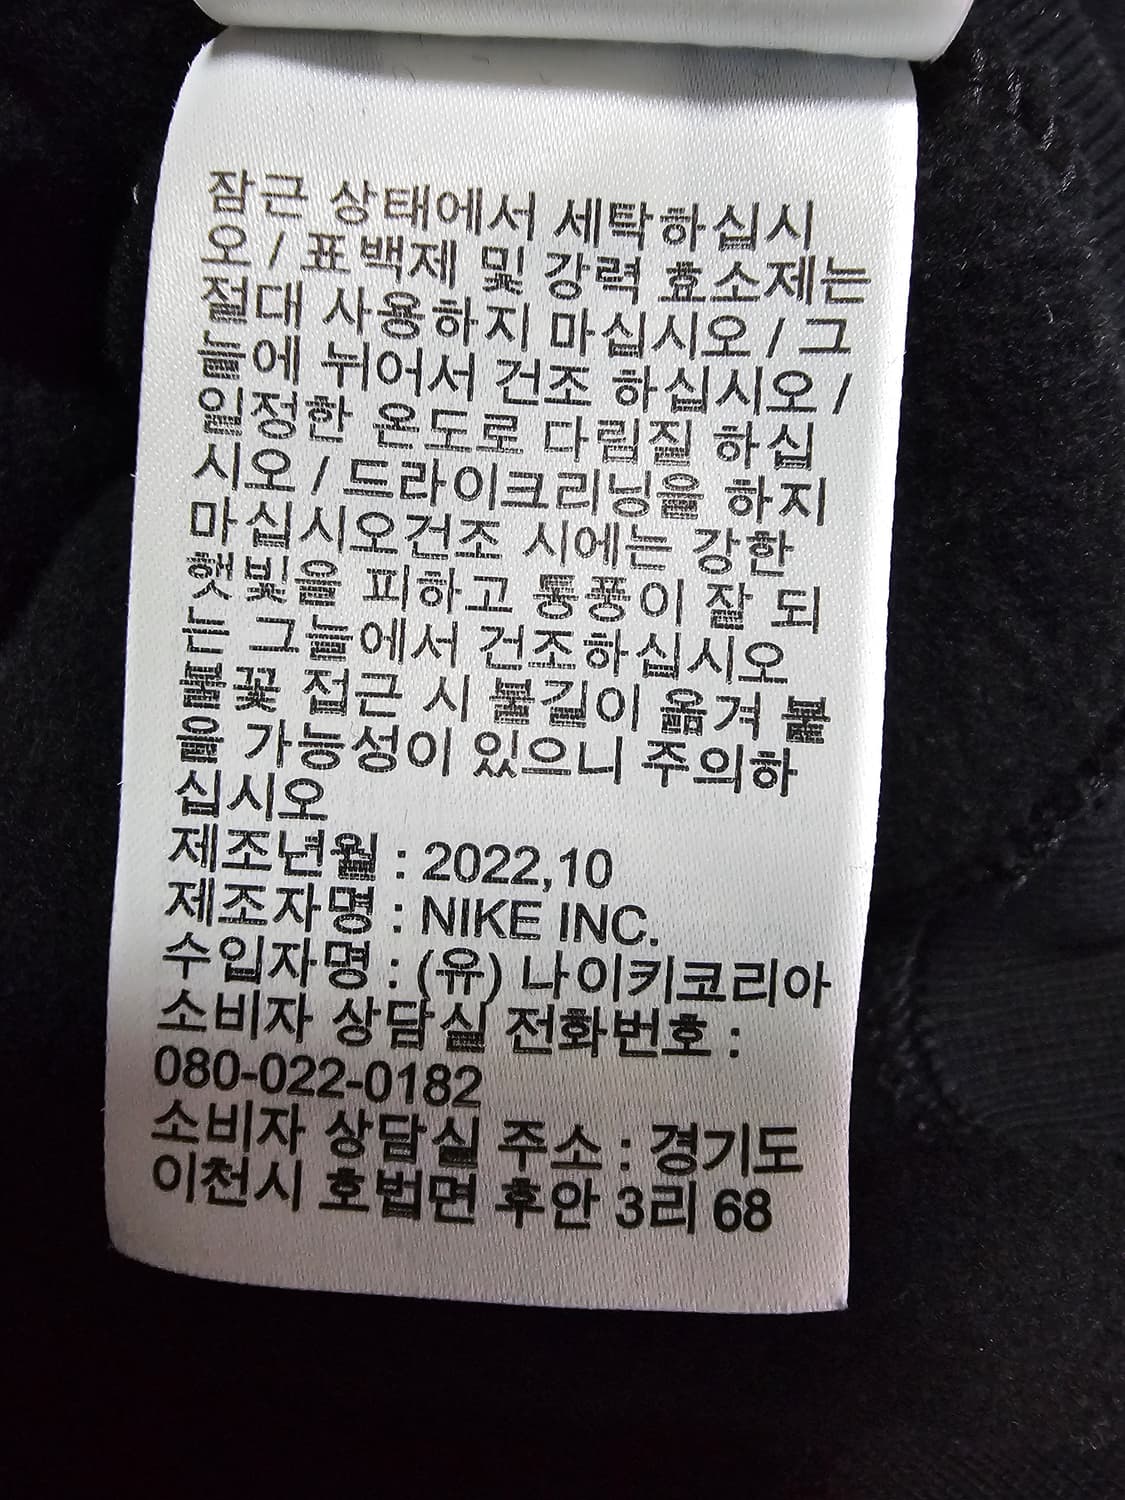 잠근 상태에서 세탁하십시
오 / 표백제 및 강력 효소제는
절대 사용하지 마십시오 / 그
늘에 뉘어서 건조 하십시오 /
일정한 온도로 다림질 하십
시오 / 드라이크리닝을 하지
마십시오건조 시에는 강한
햇빛을 피하고 통풍이 잘 되
는 그늘에서 건조하십시오
불꽃 접근 시 불길이 옮겨 붙
을 가능성이 있으니 주의하
십시오
제조년월 : 2022,10
제조자명 : NIKE INC.
수입자명 : (유) 나이키코리아
소비자 상담실 전화번호 :
080-022-0182
소비자 상담실 주소 : 경기도
이천시 호법면 후안 3리 68